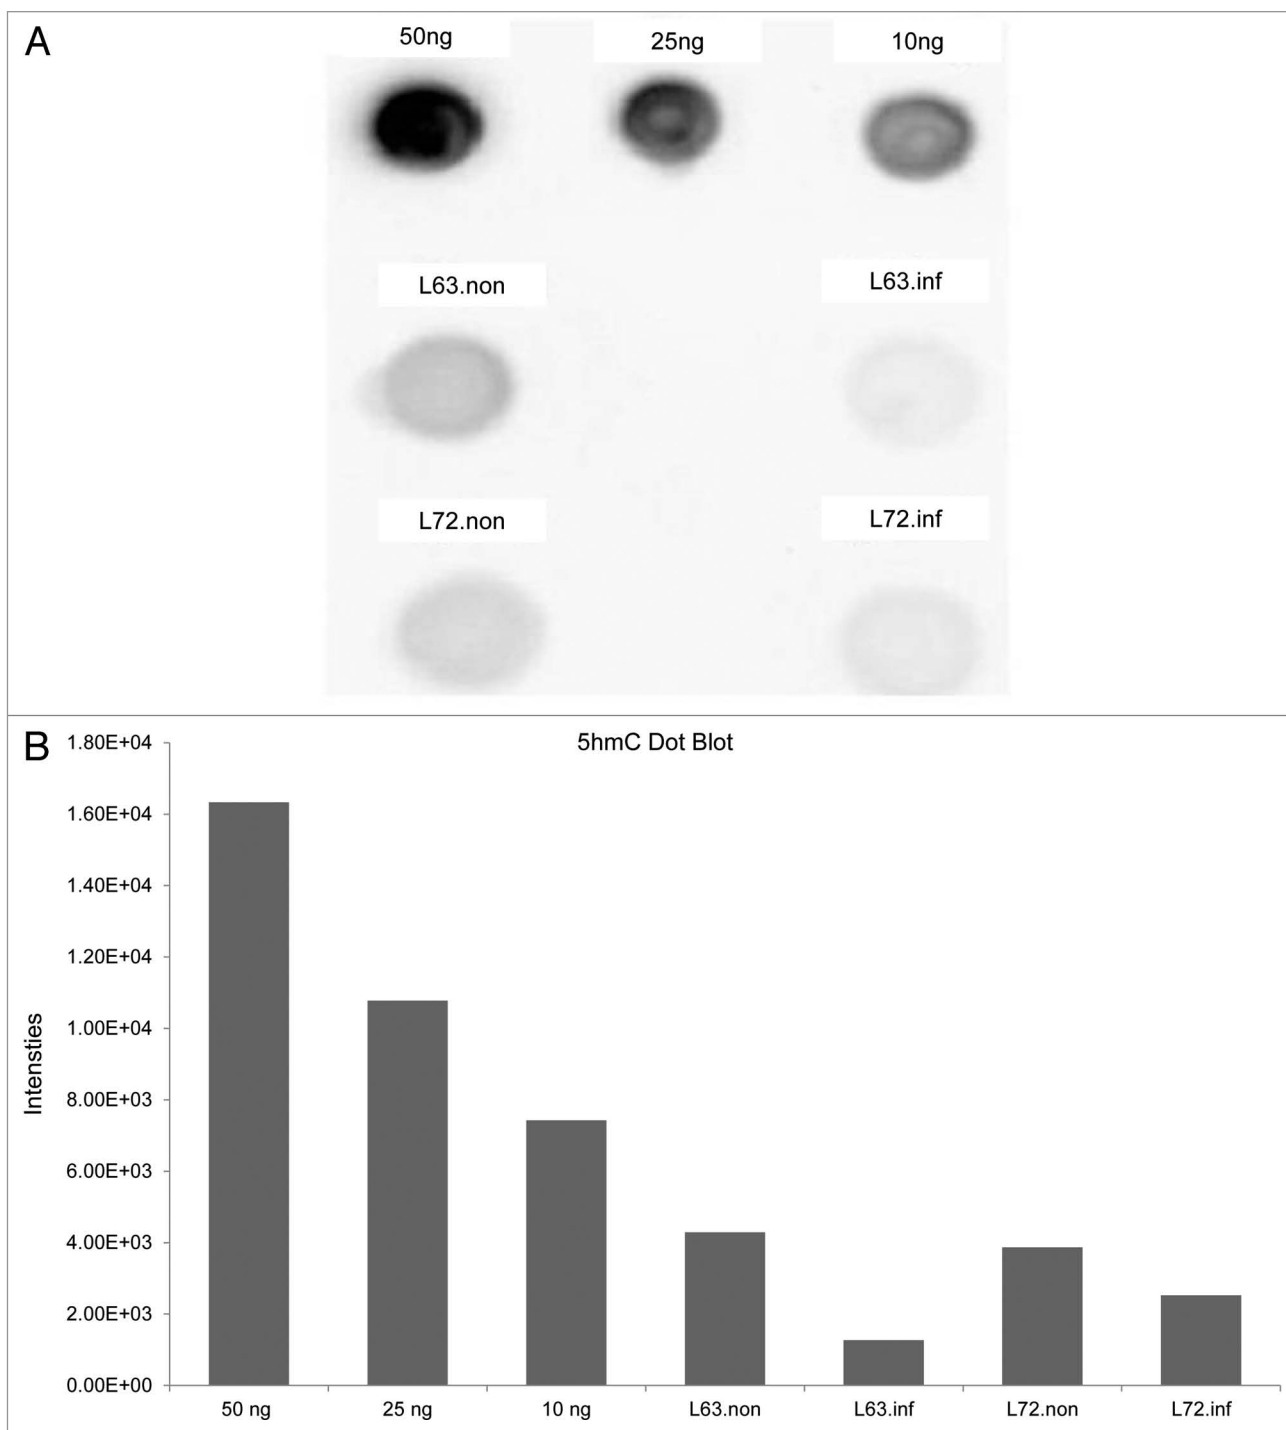 A
50ng 25ng 10ng
L63.non L63.inf
L72.non L72.inf
B
5hmC Dot Blot
Intensties
1.80E+04
1.60E+04
1.40E+04
1.20E+04
1.00E+04
8.00E+03
6.00E+03
4.00E+03
2.00E+03
0.00E+00
50 ng 25 ng 10 ng L63.non L63.inf L72.non L72.inf